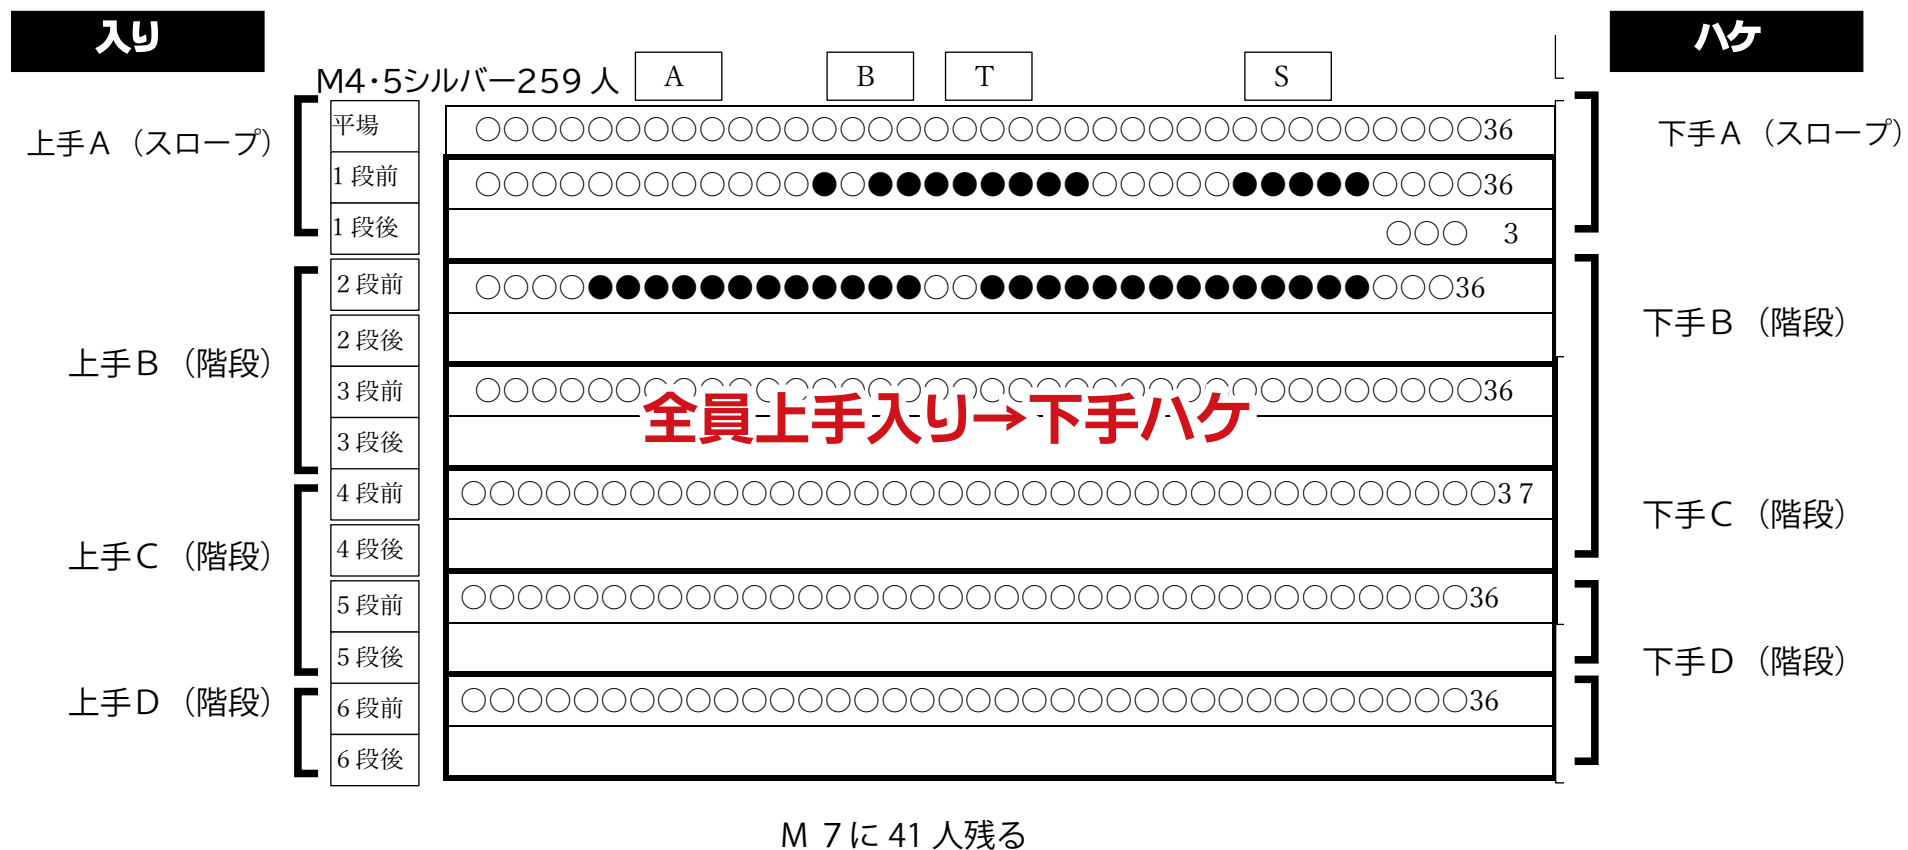 入り
ハケ
M4・5シルバー259人
A
B
T
S
上手A（スロープ）
下手A（スロープ）
平場 ○○○○○○○○○○○○○○○○○○○○○○○○○○○○○○○○○○○○36
1段前 ○○○○○○○○○○○○●○●●●●●●●●○○○○○●●●●●○○○○36
1段後 ○○○ 3
2段前 ○○○○●●●●●●●●●●●●○○●●●●●●●●●●●●●●○○○36
上手B（階段）
下手B（階段）
2段後
3段前 ○○○○○○○○○○○○○○○○○○○○○○○○○○○○○○○○○○○○36
全員上手入り→下手ハケ
3段後
4段前 ○○○○○○○○○○○○○○○○○○○○○○○○○○○○○○○○○○○○○37
上手C（階段）
下手C（階段）
4段後
5段前 ○○○○○○○○○○○○○○○○○○○○○○○○○○○○○○○○○○○○36
5段後
上手D（階段）
下手D（階段）
6段前 ○○○○○○○○○○○○○○○○○○○○○○○○○○○○○○○○○○○○36
6段後
M 7に41人残る